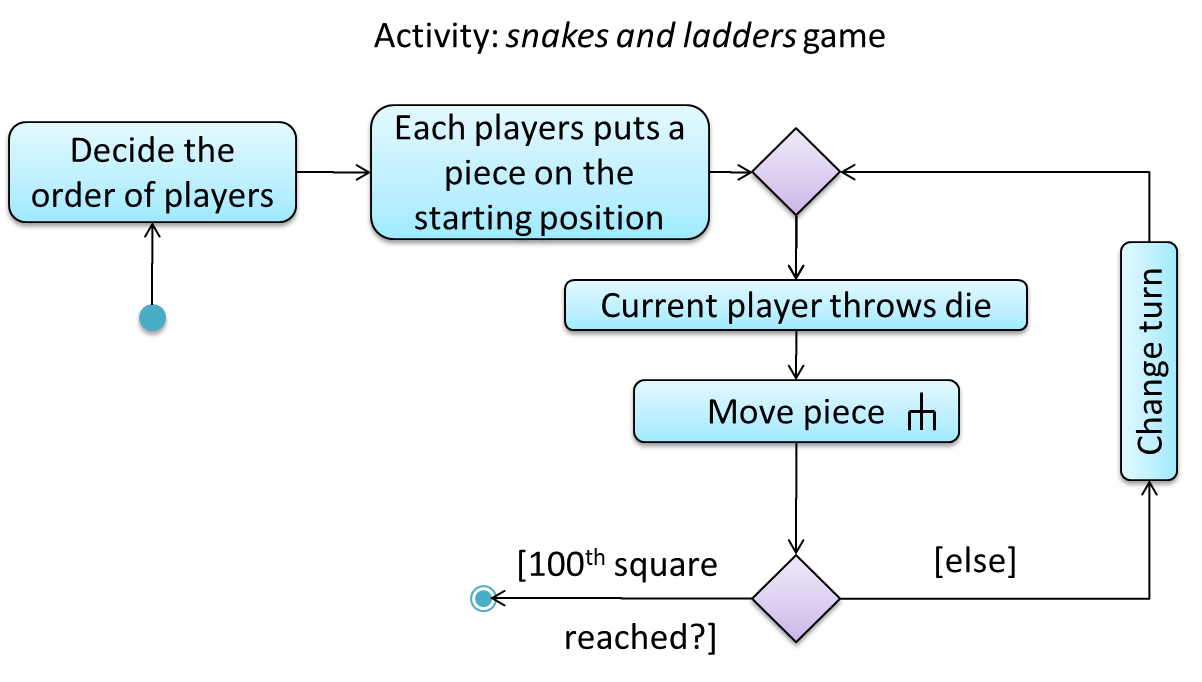 Activity: snakes and ladders game
Decide the
order of players
Each players puts a
piece on the
starting position
Current player throws die
Move piece
Change turn
[100th square
reached?]
[else]